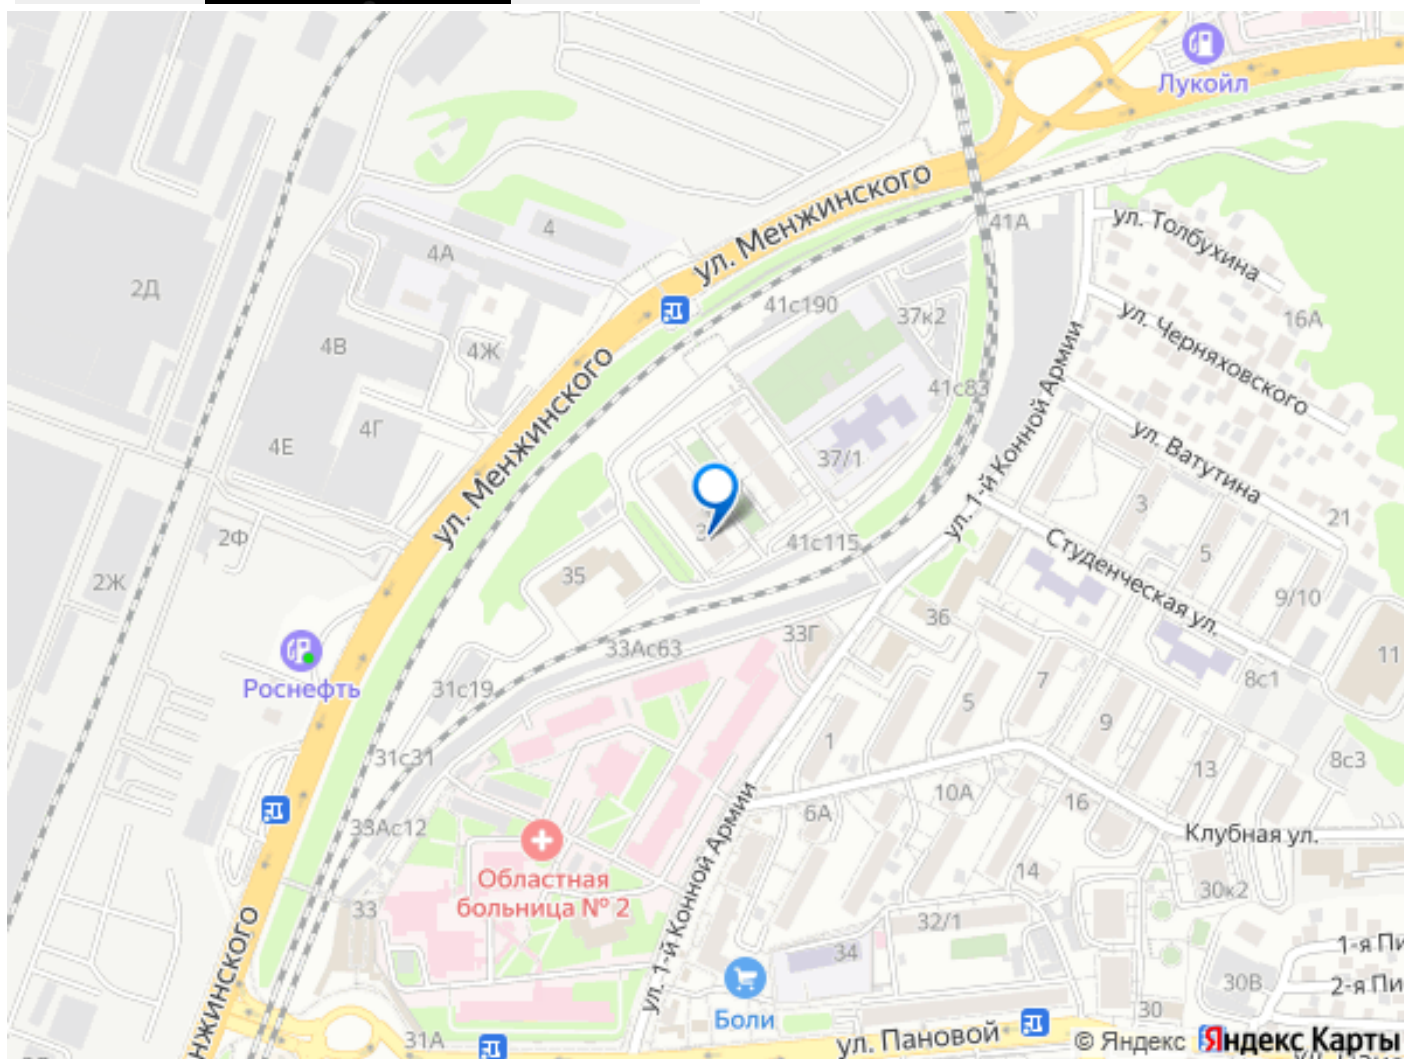 Лукойл
ул. Менжинского
ул. Толбухина
41А
4
4А
2Д
41с190
37к2
16А
ул. Черняховского
4В
4Ж
ул. Менжинского
ул. 1-й Конной Армии
41с83
4Г
4Е
37/1
ул. Ватутина
3
21
2Ф
41с115
5
Студенческая ул.
35
2Ж
9/10
36
33Г
33Ас63
11
Роснефть
31с19
7
8с1
5
9
1
31с31
8с3
13
10А
16
6А
33Ас12
Клубная ул.
Областная
больница № 2
14
30к2
33
32/1
ул. 1-й Конной Армии
34
1-я Пи
30В
2-я Пи
нжинского
30
Боли
31А
ул. Пановой
© Яндекс
Яндекс Карты